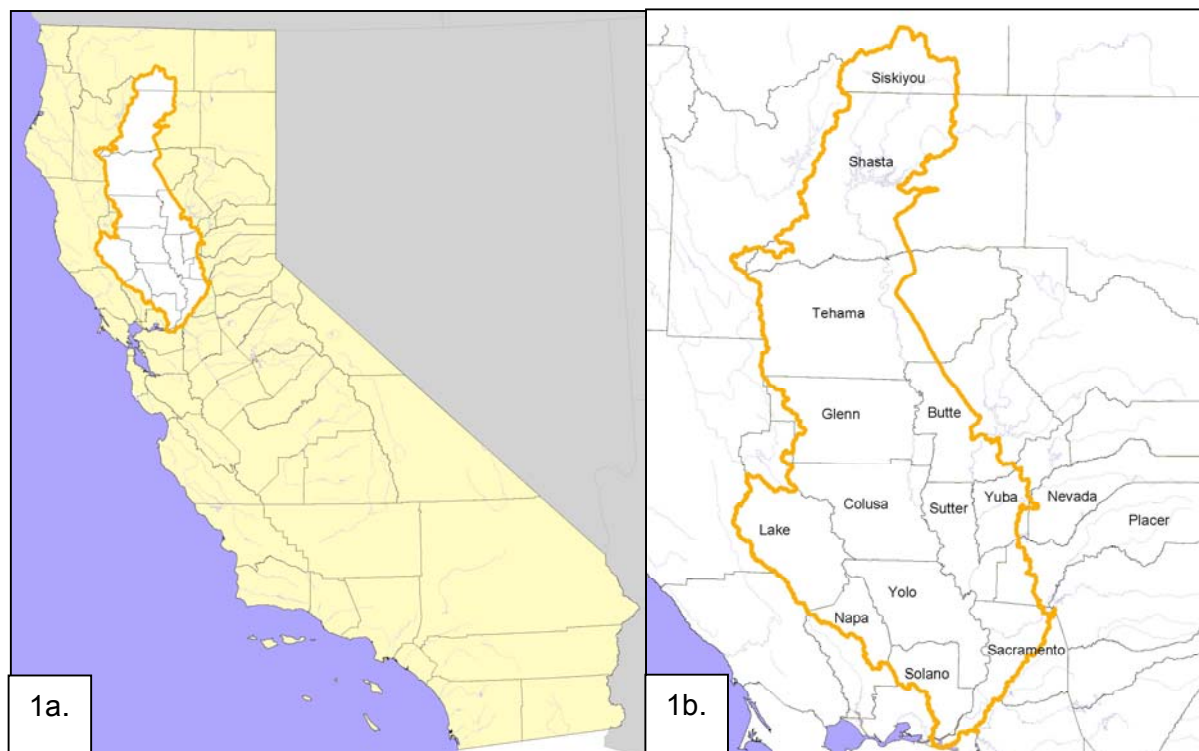 1a.
Siskiyou
Shasta
Tehama
Glenn
Butte
Colusa
Sutter
Yuba
Nevada
Placer
Lake
Yolo
Napa
Sacramento
Solano
1b.